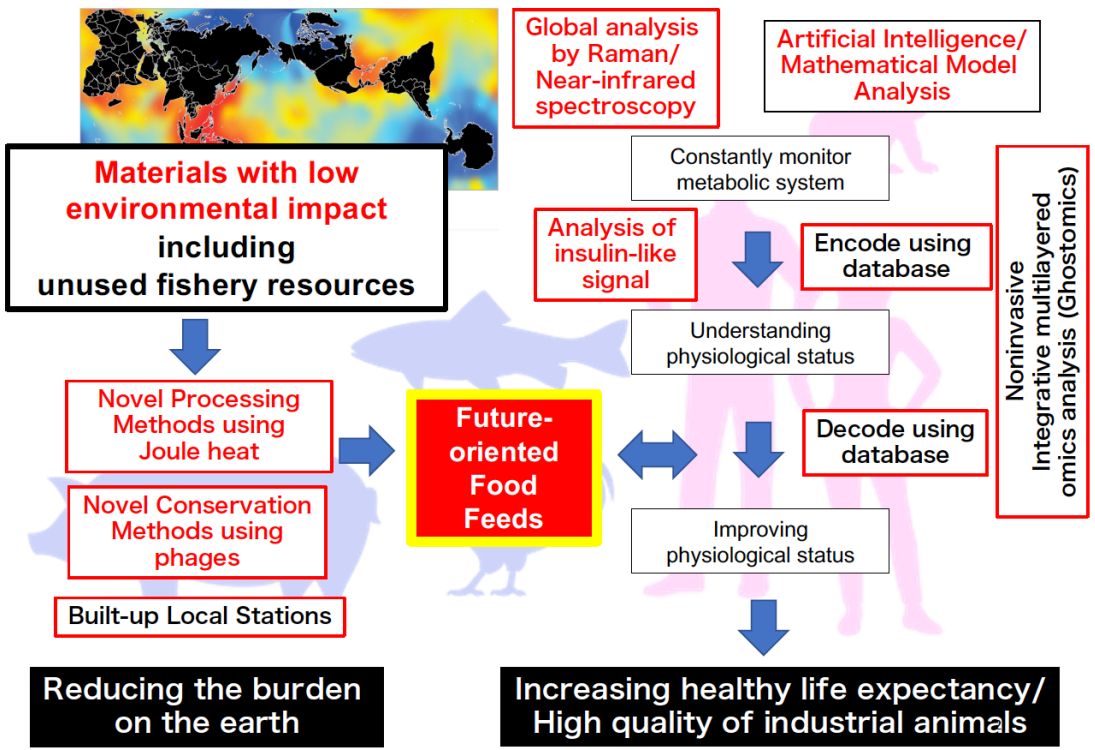 Materials with low
environmental impact
including
unused fishery resources
Novel Processing
Methods using
Joule heat
Novel Conservation
Methods using
phages
Built-up Local Stations
Reducing the burden
on the earth
Future-
oriented
Food
Feeds
Global analysis
by Raman/
Near-infrared
spectroscopy
Artificial Intelligence/
Mathematical Model
Analysis
Constantly monitor
metabolic system
Analysis of
insulin-like
signal
Encode using
database
Understanding
physiological status
Decode using
database
Improving
physiological status
Noninvasive
Integrative multilayered
omics analysis (Ghostomics)
Increasing healthy life expectancy/
High quality of industrial animals